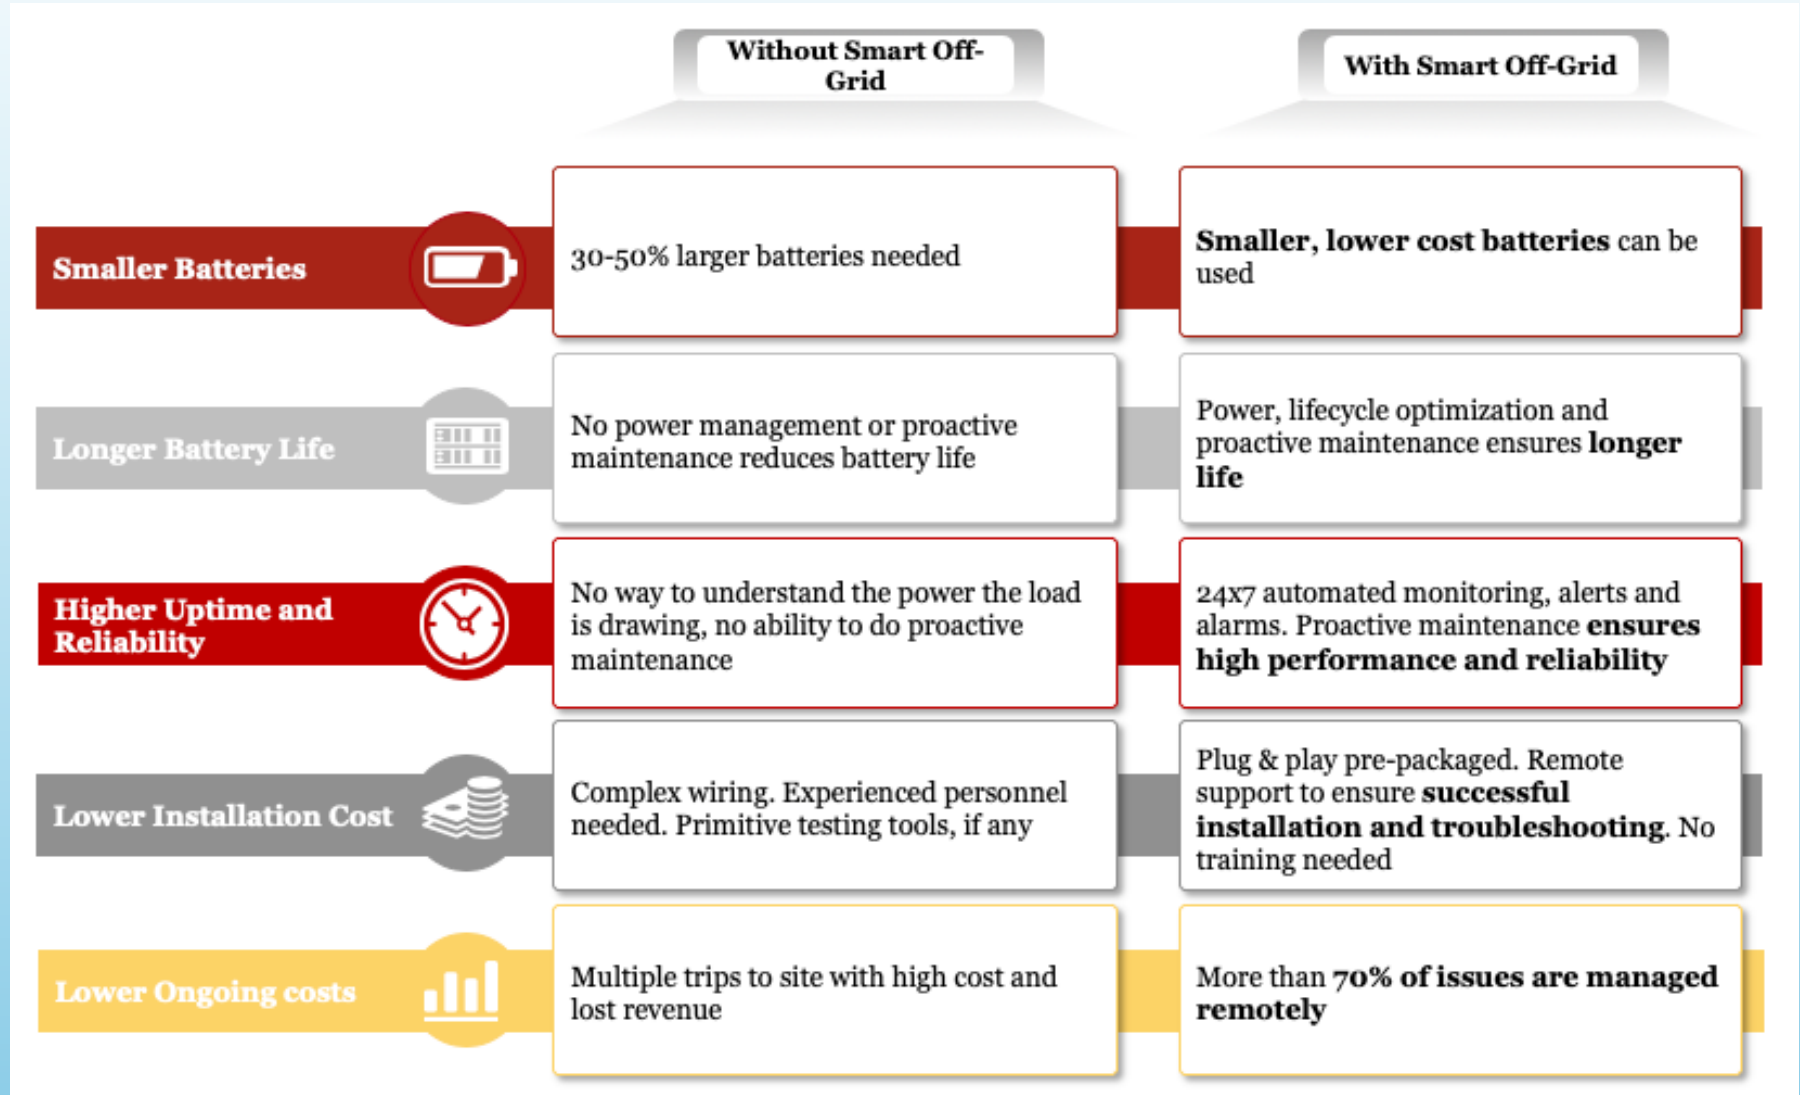 Without Smart Off-
Grid
With Smart Off-Grid
Smaller Batteries
30-50% larger batteries needed
Smaller, lower cost batteries can be
used
Longer Battery Life
No power management or proactive
maintenance reduces battery life
Power, lifecycle optimization and
proactive maintenance ensures longer
life
Higher Uptime and
Reliability
No way to understand the power the load
is drawing, no ability to do proactive
maintenance
24x7 automated monitoring, alerts and
alarms. Proactive maintenance ensures
high performance and reliability
Lower Installation Cost
Complex wiring. Experienced personnel
needed. Primitive testing tools, if any
Plug & play pre-packaged. Remote
support to ensure successful
installation and troubleshooting. No
training needed
Lower Ongoing costs
Multiple trips to site with high cost and
lost revenue
More than 70% of issues are managed
remotely